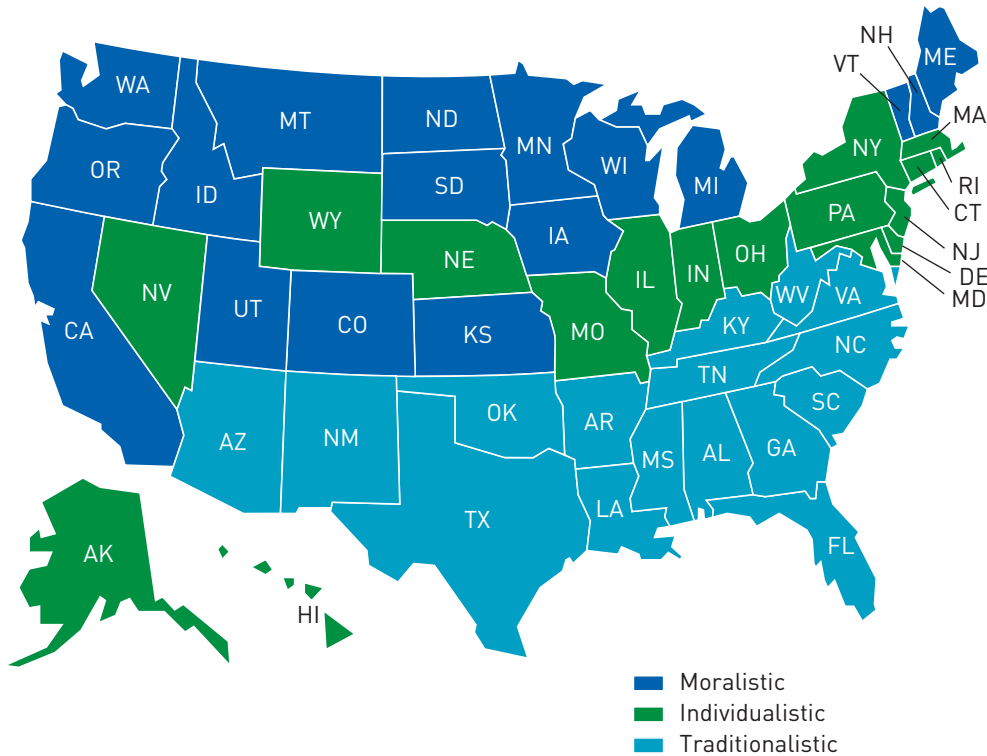 NH
ME
VT
WA
MA
MT
ND
MN
OR
NY
WI
ID
SD
MI
RI
CT
WY
PA
IA
NJ
NE
OH
DE
IL
IN
NV
MD
WV
VA
UT
CA
CO
KS
MO
KY
NC
TN
SC
OK
AR
AZ
NM
GA
MS
AL
LA
TX
FL
AK
HI
Moralistic
Individualistic
Traditionalistic